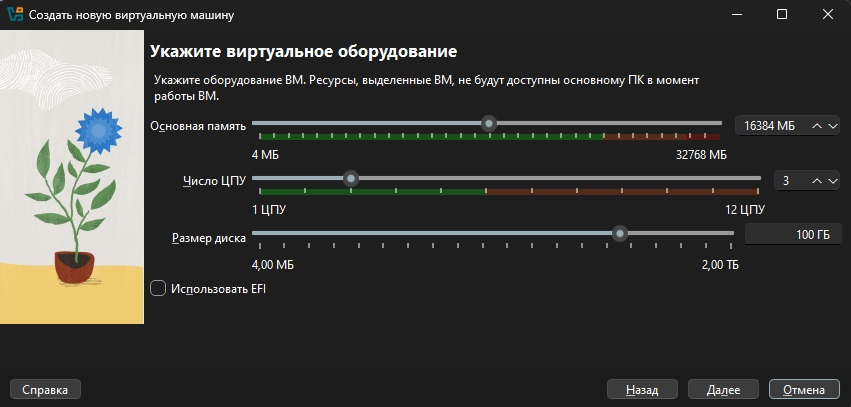 Создать новую виртуальную машину
Укажите виртуальное оборудование
Укажите оборудование ВМ. Ресурсы, выделенные ВМ, не будут доступны основному ПК в момент
работы ВМ.
Основная память
16384 МБ
4 МБ
32768 МБ
Число ЦПУ
3
1 ЦПУ
12 ЦПУ
Размер диска
100 ГБ
4,00 МБ
2,00 ТБ
Использовать EFI
Справка
Назад
Далее
Отмена